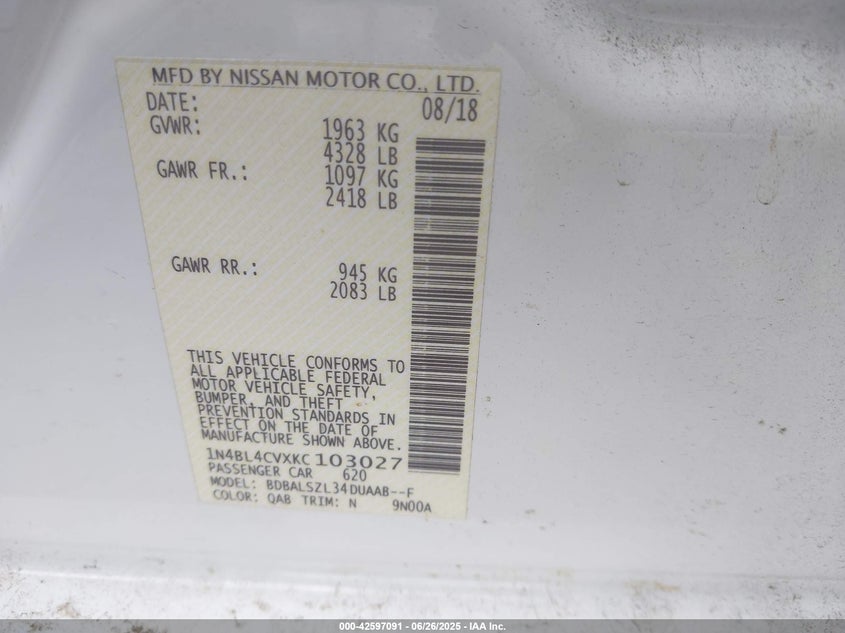 MFD BY NISSAN MOTOR CO., LTD.
DATE: 08/18
GVWR: 1963 KG
4328 LB
GAWR FR.: 1097 KG
2418 LB
GAWR RR.: 945 KG
2083 LB
THIS VEHICLE CONFORMS TO
ALL APPLICABLE FEDERAL
MOTOR VEHICLE SAFETY,
BUMPER, AND THEFT
PREVENTION STANDARDS IN
EFFECT ON THE DATE OF
MANUFACTURE SHOWN ABOVE.
1N4BL4CVXKC103027
PASSENGER CAR 620
MODEL: BDBALSZL34DUAAB--F
COLOR: QAB TRIM: N 9N00A
000-42597091 - 06/26/2025 - IAA Inc.